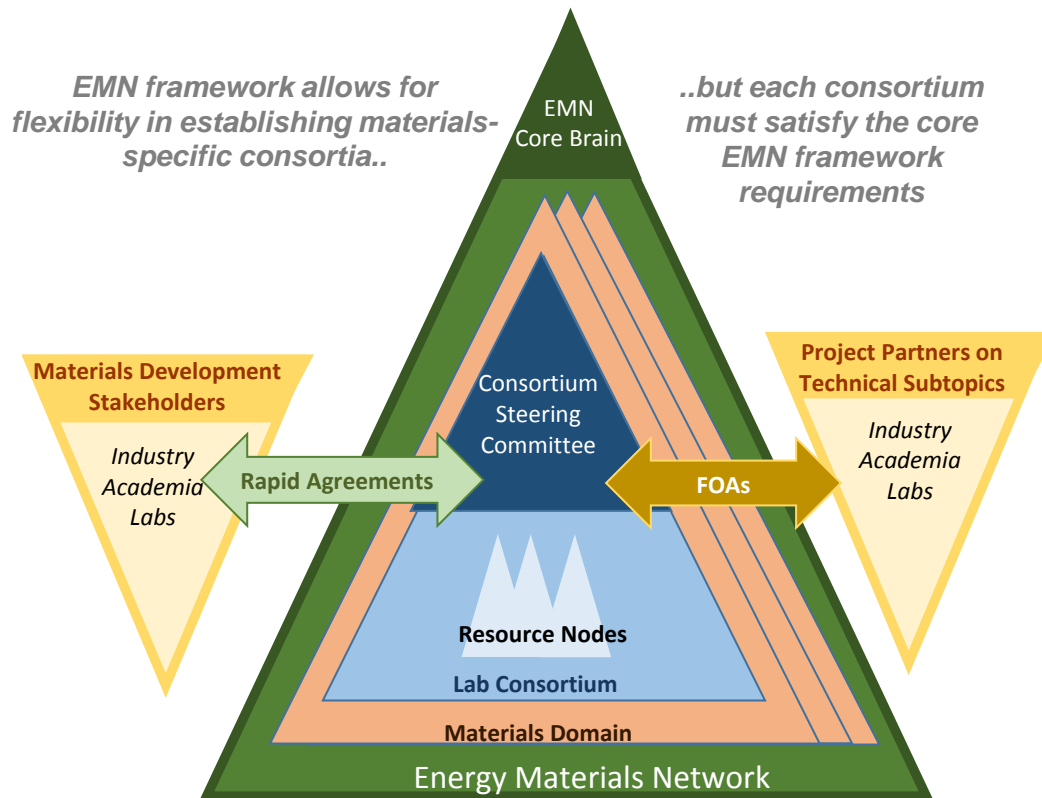 EMN framework allows for
flexibility in establishing materials-
specific consortia..
..but each consortium
must satisfy the core
EMN framework
requirements
EMN
Core Brain
Materials Development
Stakeholders
Industry
Academia
Labs
Rapid Agreements
Consortium
Steering
Committee
FOAs
Project Partners on
Technical Subtopics
Industry
Academia
Labs
Resource Nodes
Lab Consortium
Materials Domain
Energy Materials Network